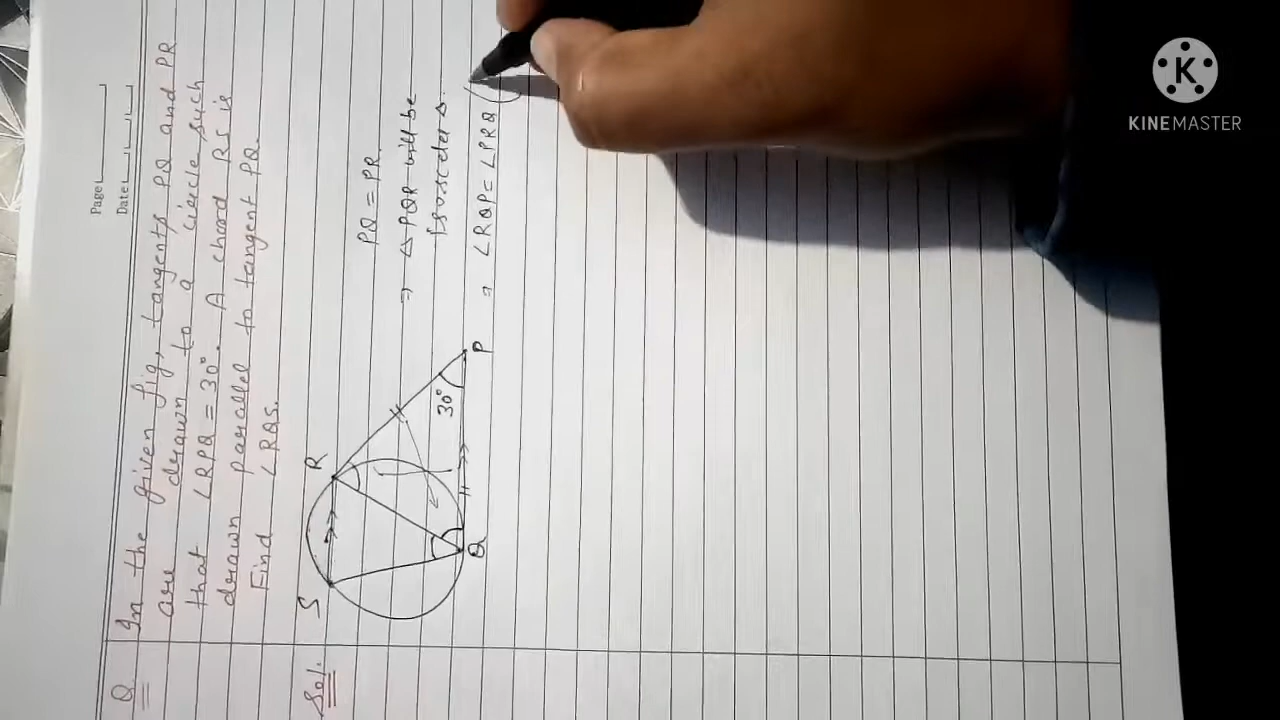 Page
Date
Q In the given fig, tangents PQ and PR
are drawn to a circle such
that ∠RPQ = 30°. A chord RS is
drawn parallel to tangent PQ.
Find ∠RQS.
Sol.
S
R
Q
P
30°
PQ = PR
⇒ △PQR will be
Isosceles △.
⇒ ∠RQP = ∠PRQ (
KINEMASTER